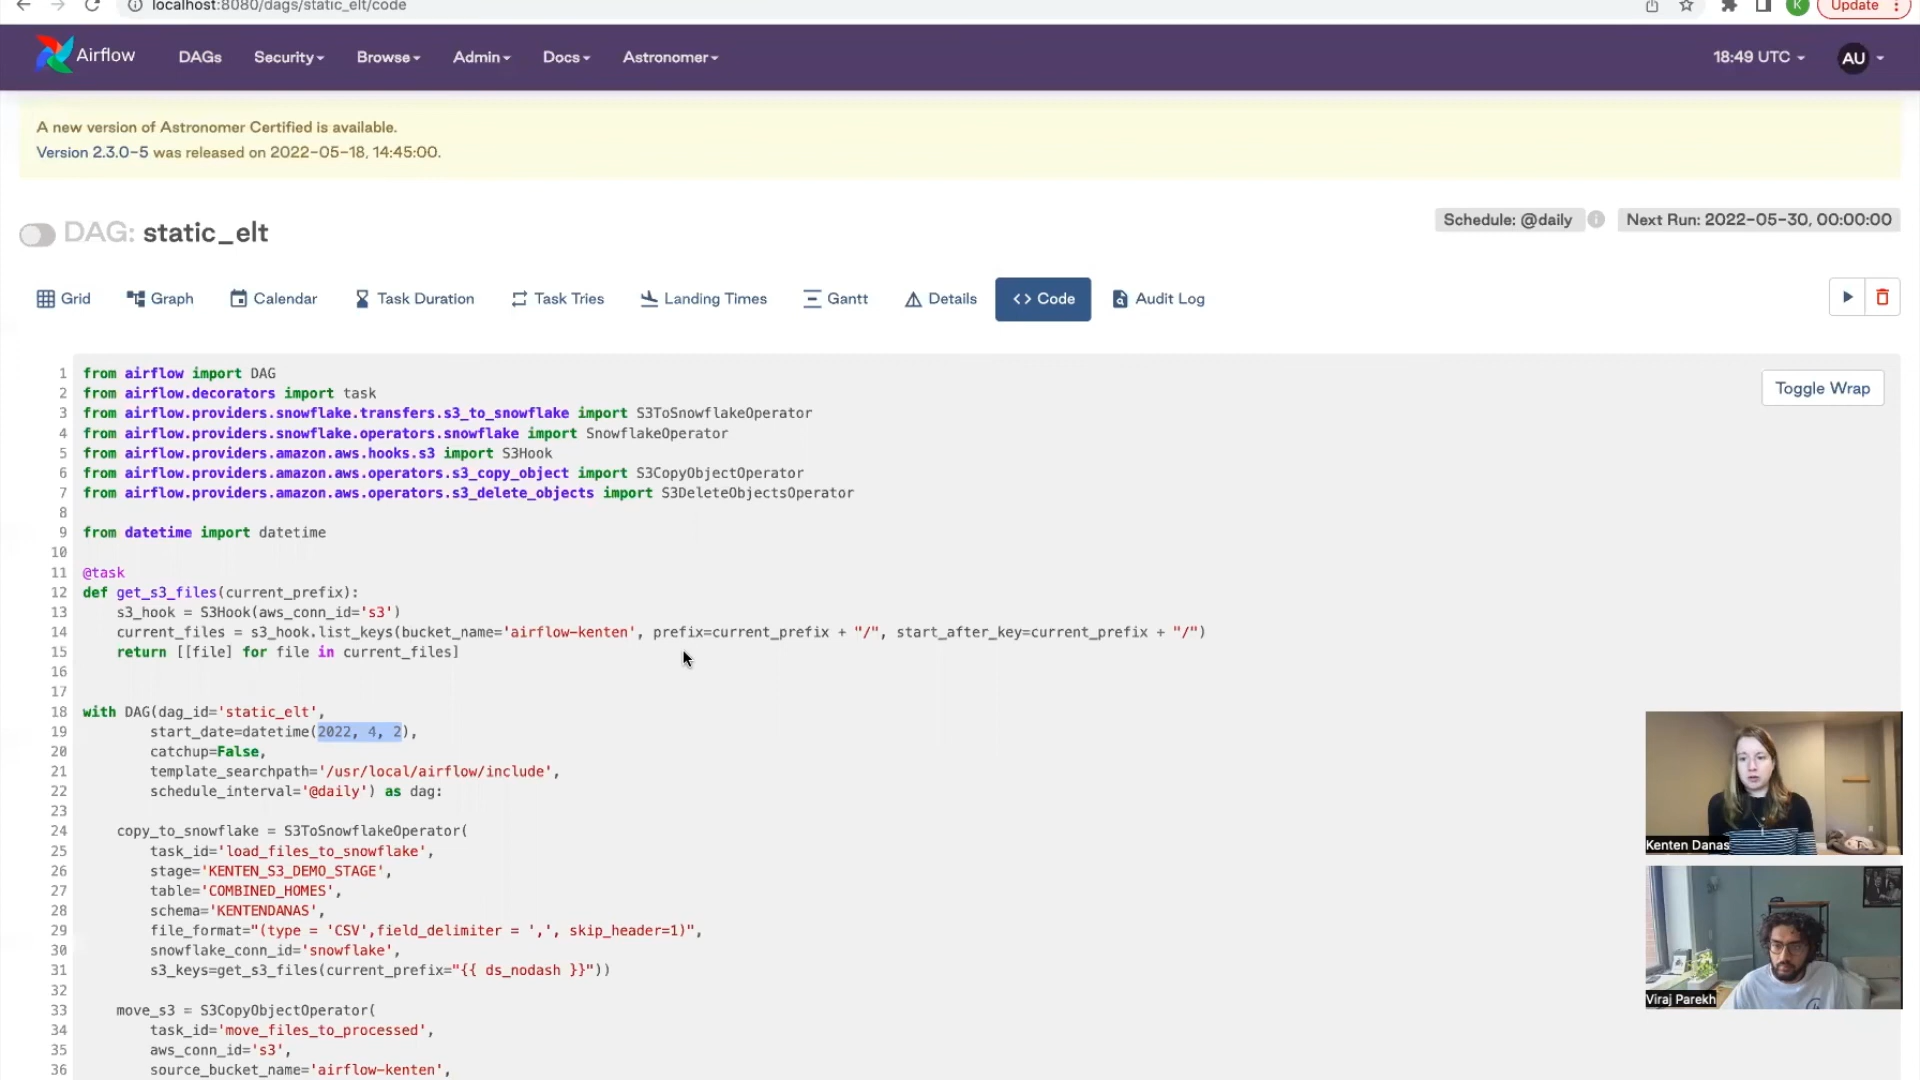 localhost:8080/dags/static_elt/code
K
Update
Airflow
DAGs
Security
Browse
Admin
Docs
Astronomer
18:49 UTC
AU
A new version of Astronomer Certified is available.
Version 2.3.0-5 was released on 2022-05-18, 14:45:00.
DAG: static_elt
Schedule: @daily
Next Run: 2022-05-30, 00:00:00
Grid
Graph
Calendar
Task Duration
Task Tries
Landing Times
Gantt
Details
<> Code
Audit Log
Toggle Wrap
1 from airflow import DAG
2 from airflow.decorators import task
3 from airflow.providers.snowflake.transfers.s3_to_snowflake import S3ToSnowflakeOperator
4 from airflow.providers.snowflake.operators.snowflake import SnowflakeOperator
5 from airflow.providers.amazon.aws.hooks.s3 import S3Hook
6 from airflow.providers.amazon.aws.operators.s3_copy_object import S3CopyObjectOperator
7 from airflow.providers.amazon.aws.operators.s3_delete_objects import S3DeleteObjectsOperator
8
9 from datetime import datetime
10
11 @task
12 def get_s3_files(current_prefix):
13 s3_hook = S3Hook(aws_conn_id='s3')
14 current_files = s3_hook.list_keys(bucket_name='airflow-kenten', prefix=current_prefix + "/", start_after_key=current_prefix + "/")
15 return [[file] for file in current_files]
16
17
18 with DAG(dag_id='static_elt',
19 start_date=datetime(2022, 4, 2),
20 catchup=False,
21 template_searchpath='/usr/local/airflow/include',
22 schedule_interval='@daily') as dag:
23
24 copy_to_snowflake = S3ToSnowflakeOperator(
25 task_id='load_files_to_snowflake',
26 stage='KENTEN_S3_DEMO_STAGE',
27 table='COMBINED_HOMES',
28 schema='KENTENDANAS',
29 file_format="(type = 'CSV',field_delimiter = ',', skip_header=1)",
30 snowflake_conn_id='snowflake',
31 s3_keys=get_s3_files(current_prefix="{{ ds_nodash }}"))
32
33 move_s3 = S3CopyObjectOperator(
34 task_id='move_files_to_processed',
35 aws_conn_id='s3',
36 source_bucket_name='airflow-kenten',
Kenten Danas
Viraj Parekh